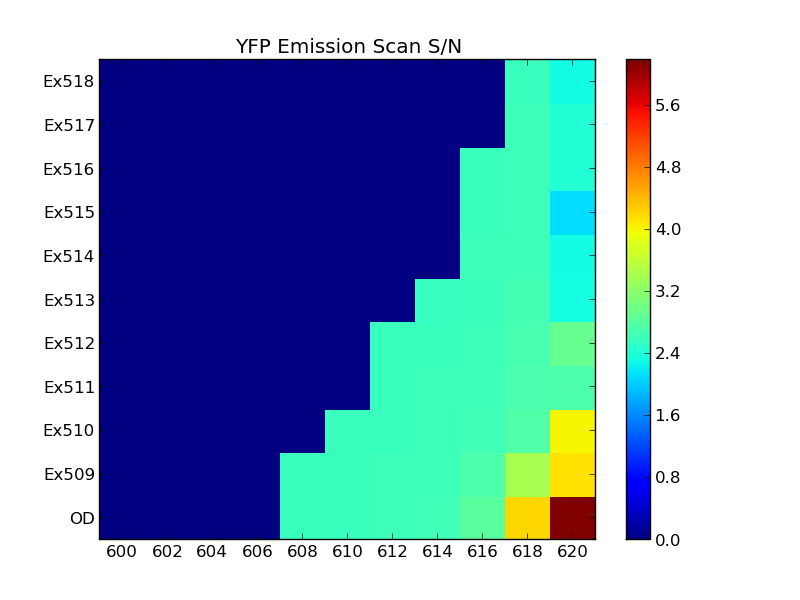 YFP Emission Scan S/N
Ex518
Ex517
Ex516
Ex515
Ex514
Ex513
Ex512
Ex511
Ex510
Ex509
OD
600 602 604 606 608 610 612 614 616 618 620
5.6
4.8
4.0
3.2
2.4
1.6
0.8
0.0